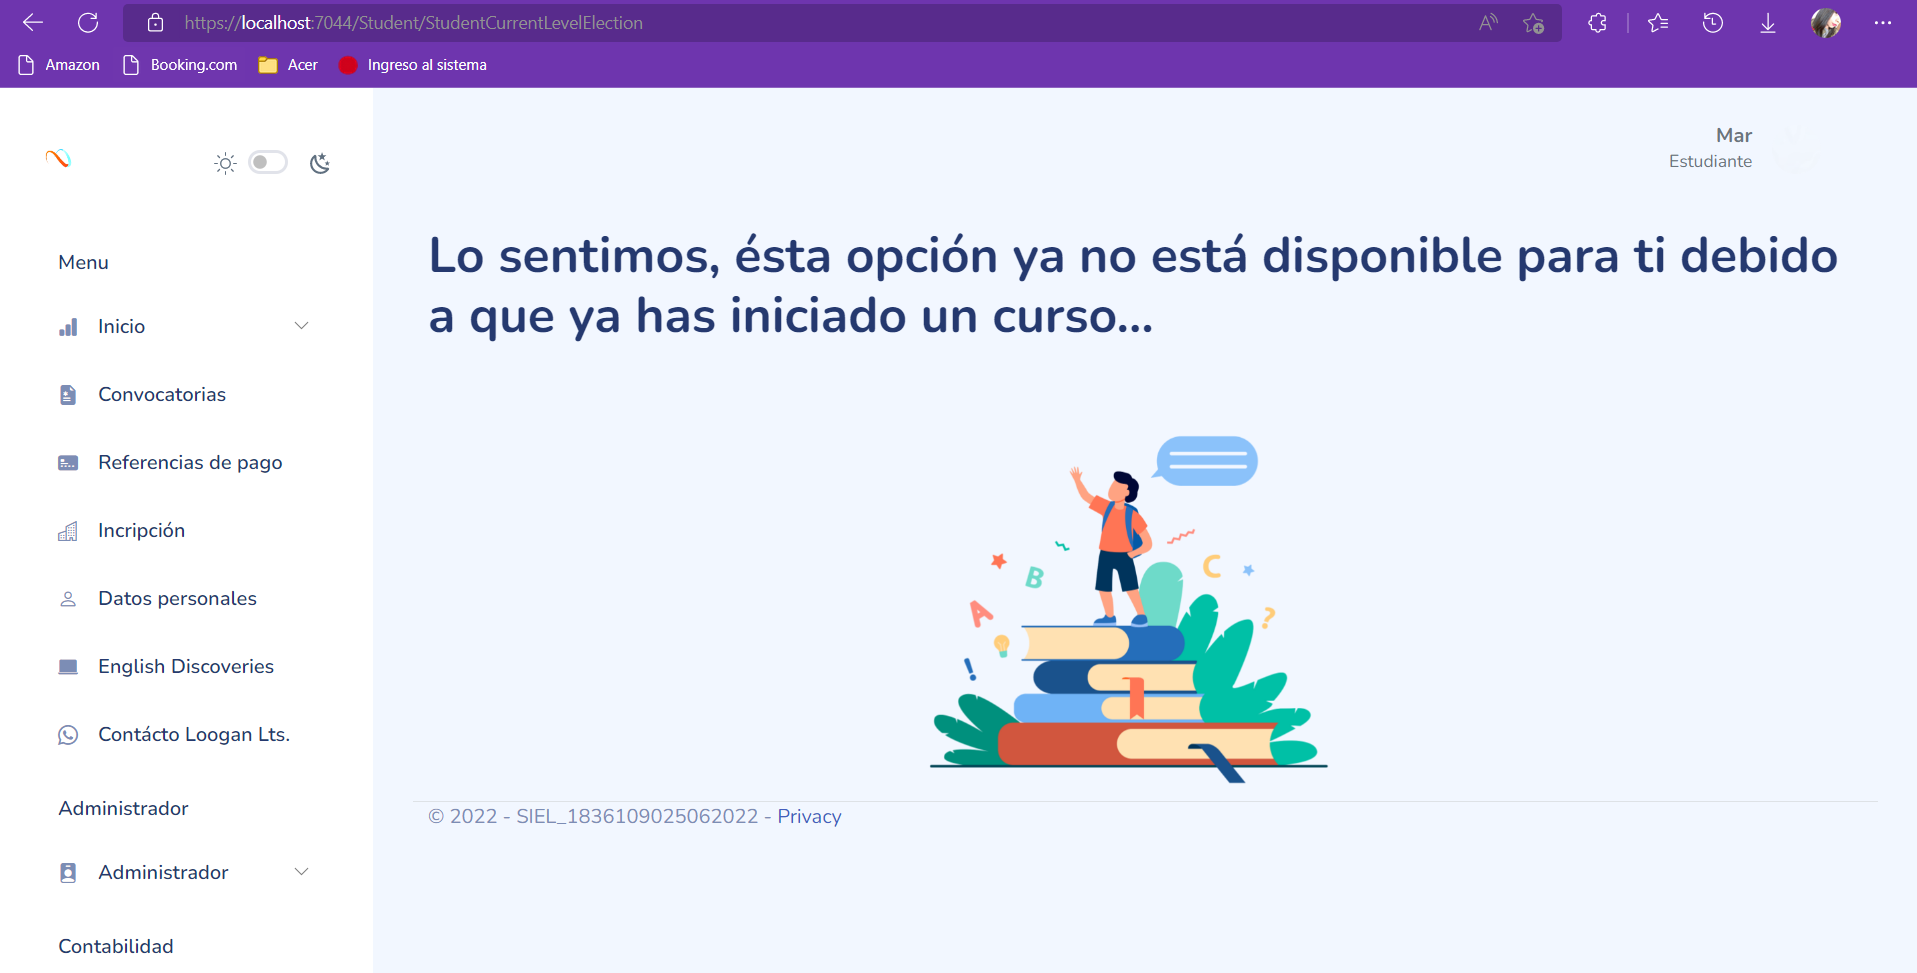 https://localhost:7044/Student/StudentCurrentLevelElection
Amazon
Booking.com
Acer
Ingreso al sistema
Mar
Estudiante
Menu
Inicio
Convocatorias
Referencias de pago
Incripción
Datos personales
English Discoveries
Contácto Loogan Lts.
Administrador
Administrador
Contabilidad
Lo sentimos, ésta opción ya no está disponible para ti debido
a que ya has iniciado un curso...
A
B
C
?
!
© 2022 - SIEL_1836109025062022 - Privacy